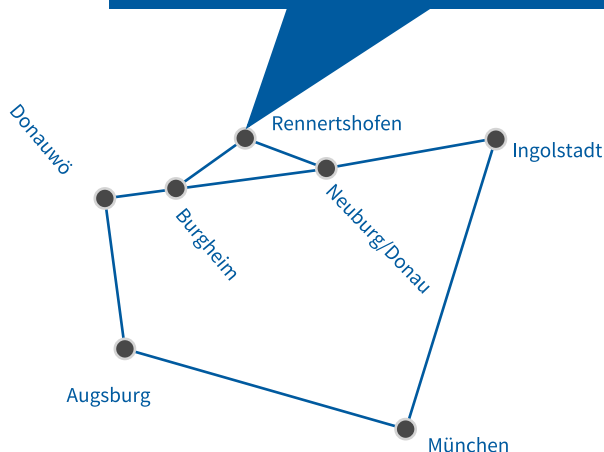 Rennertshofen
Donauwö
Ingolstadt
Burgheim
Neuburg/Donau
Augsburg
München